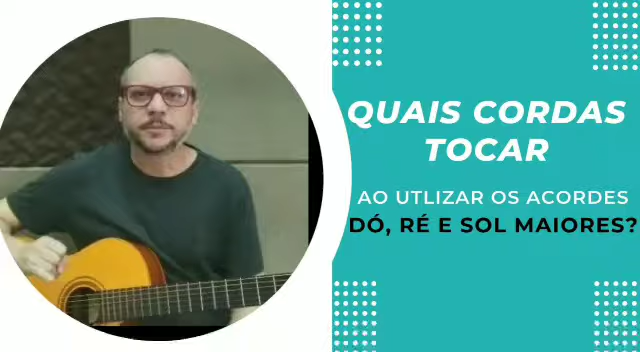 QUAIS CORDAS
TOCAR
AO UTLIZAR OS ACORDES
DÓ, RÉ E SOL MAIORES?